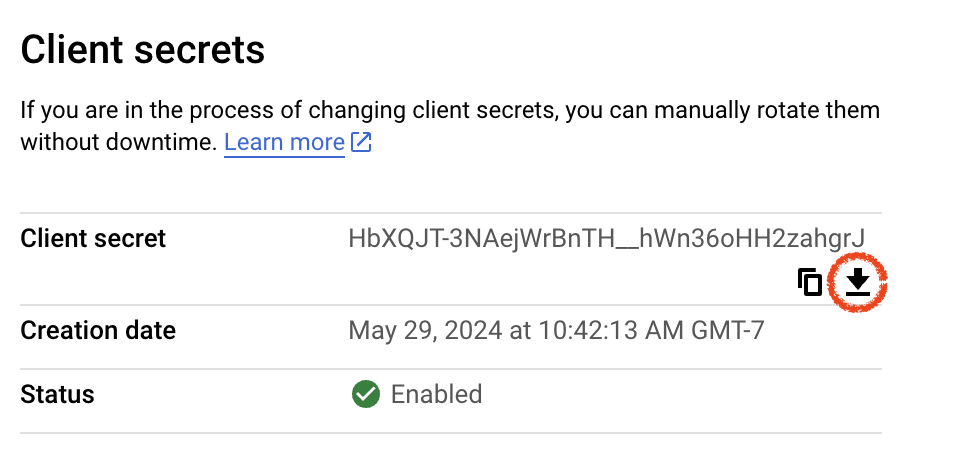 Client secrets
If you are in the process of changing client secrets, you can manually rotate them
without downtime. Learn more
Client secret HbXQJT-3NAejWrBnTH__hWn36oHH2zahgrJ
Creation date May 29, 2024 at 10:42:13 AM GMT-7
Status Enabled